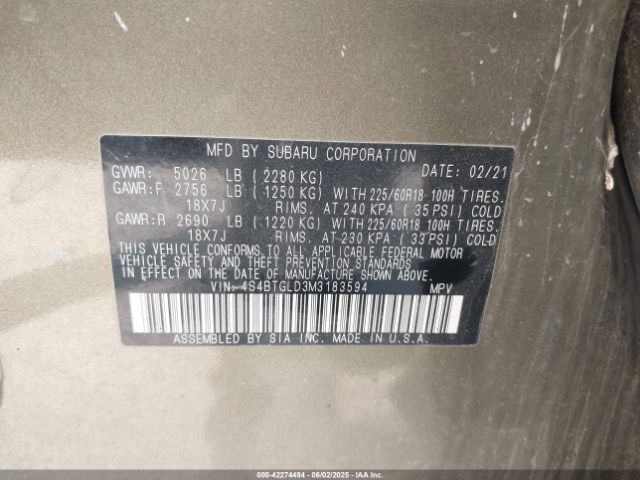 MFD BY SUBARU CORPORATION
GVWR: 5026 LB (2280 KG) DATE: 02/21
GAWR:F 2756 LB (1250 KG) WITH 225/60R18 100H TIRES.
18X7J RIMS. AT 240 KPA ( 35 PSI) COLD
GAWR:R 2690 LB (1220 KG) WITH 225/60R18 100H TIRES.
18X7J RIMS. AT 230 KPA ( 33 PSI) COLD
THIS VEHICLE CONFORMS TO ALL APPLICABLE FEDERAL MOTOR
VEHICLE SAFETY, BUMPER, AND THEFT PREVENTION STANDARDS
IN EFFECT ON THE DATE OF MANUFACTURE SHOWN ABOVE.
VIN: 4S4BTGLD3M3183594 MPV
ASSEMBLED BY SIA INC. MADE IN U.S.A.
000-42274494 - 06/02/2025 - IAA Inc.